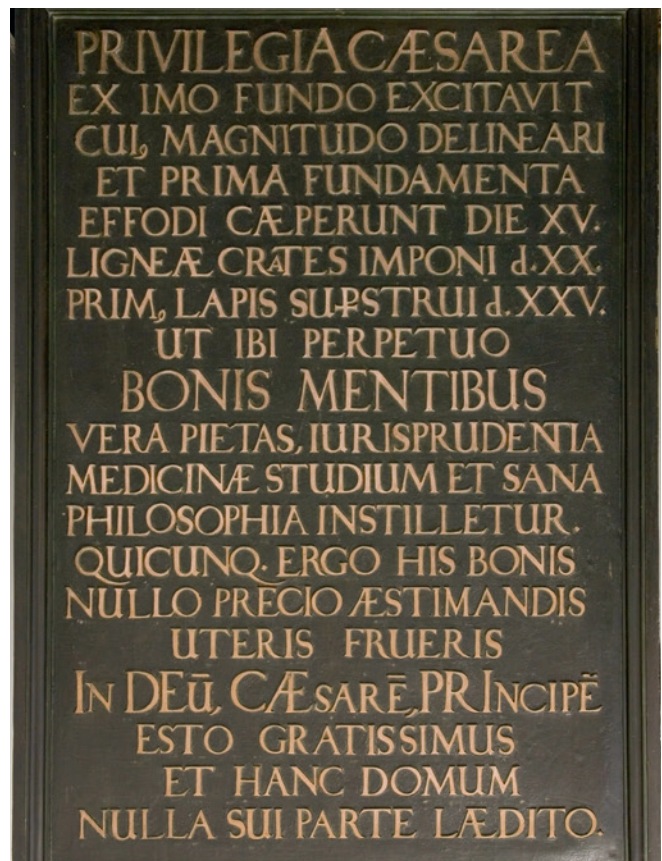 PRIVILEGIA CÆSAREA
EX IMO FUNDO EXCITAVIT
CUI, MAGNITUDO DELINEARI
ET PRIMA FUNDAMENTA
EFFODI CÆPERUNT DIE XV.
LIGNEÆ CRATES IMPONI d.XX.
PRIM, LAPIS SUPSTRUI d.XXV.
UT IBI PERPETUO
BONIS MENTIBUS
VERA PIETAS, IURISPRUDENTIA
MEDICINÆ STUDIUM ET SANA
PHILOSOPHIA INSTILLETUR.
QUICUNQ. ERGO HIS BONIS
NULLO PRECIO ÆSTIMANDIS
UTERIS FRUERIS
IN DEŪ, CÆSARĒ, PRINCIPẼ
ESTO GRATISSIMUS
ET HANC DOMUM
NULLA SUI PARTE LÆDITO.